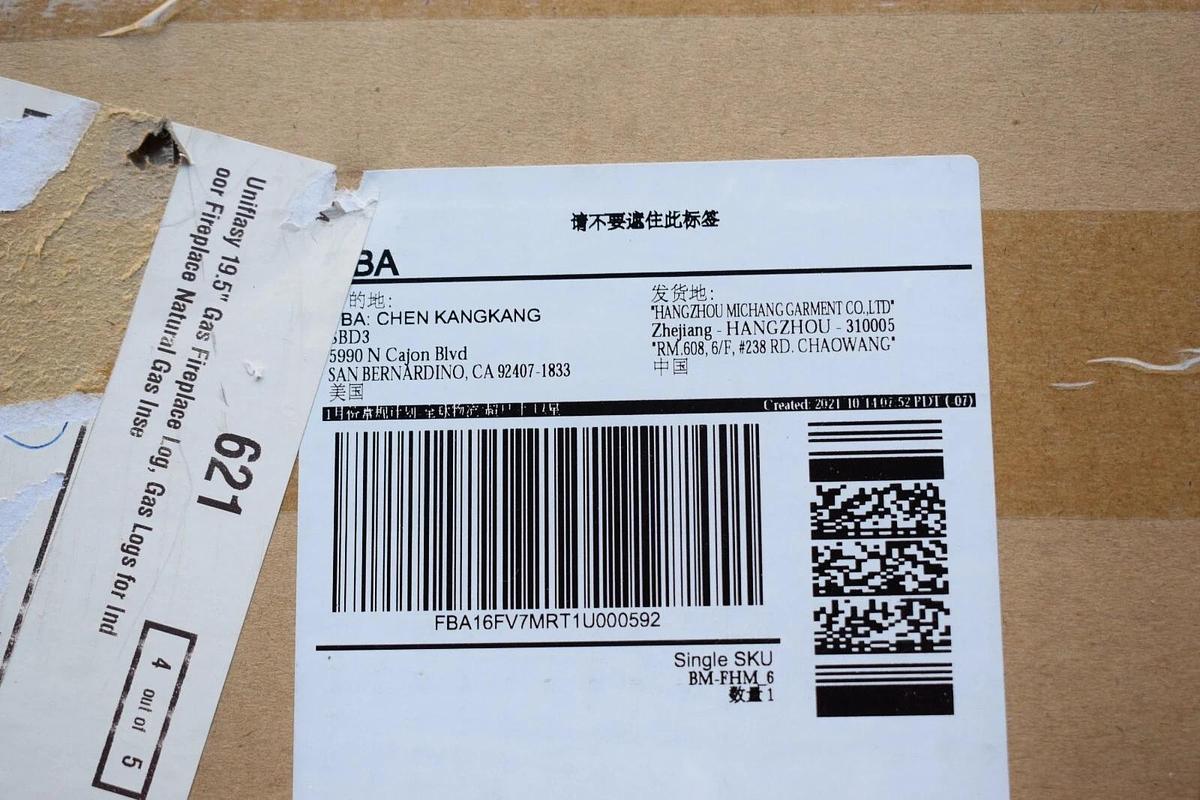 请不要遮住此标签
BA
的地:
BA: CHEN KANGKANG
SBD3
5990 N Cajon Blvd
SAN BERNARDINO, CA 92407-1833
美国
发货地:
"HANGZHOU MICHANG GARMENT CO.,LTD"
Zhejiang - HANGZHOU - 310005
"RM.608, 6/F, #238 RD. CHAOWANG"
中国
Created: 2021 10 14 07:52 PDT (-07)
FBA16FV7MRT1U000592
Single SKU
BM-FHM_6
数量 1
Uniflasy 19.5" Gas Fireplace Log, Gas Logs for Ind
oor Fireplace Natural Gas Inse
621
4 out of 5